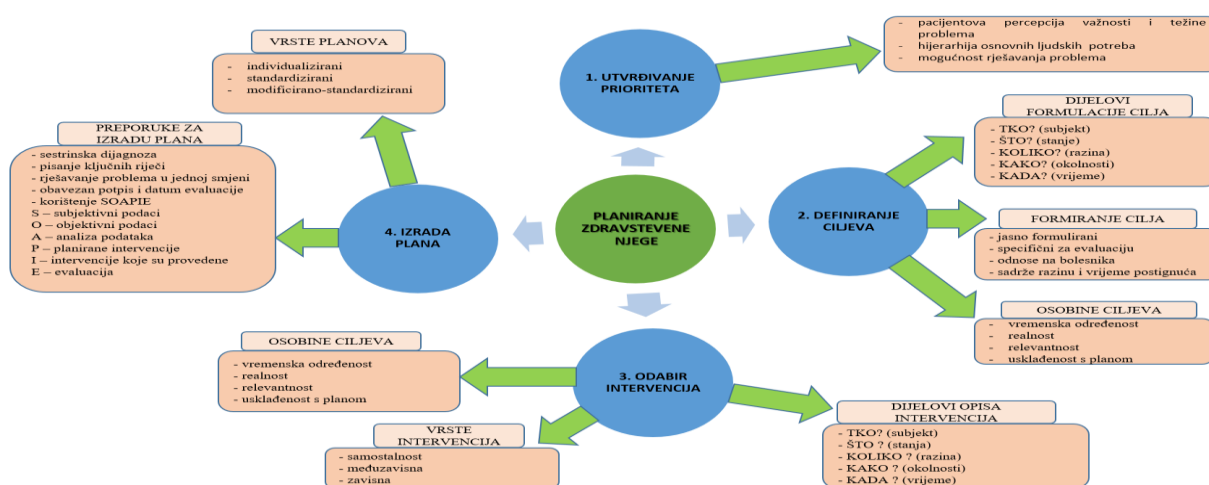 PLANIRANJE
ZDRAVSTEVENE
NJEGE
1. UTVRĐIVANJE
PRIORITETA
- pacijentova percepcija važnosti i težine
problema
- hijerarhija osnovnih ljudskih potreba
- mogućnost rješavanja problema
2. DEFINIRANJE
CILJEVA
DIJELOVI
FORMULACIJE CILJA
- TKO? (subjekt)
- ŠTO? (stanje)
- KOLIKO? (razina)
- KAKO? (okolnosti)
- KADA? (vrijeme)
FORMIRANJE CILJA
- jasno formulirani
- specifični za evaluaciju
- odnose na bolesnika
- sadrže razinu i vrijeme postignuća
OSOBINE CILJEVA
- vremenska određenost
- realnost
- relevantnost
- usklađenost s planom
3. ODABIR
INTERVENCIJA
OSOBINE CILJEVA
- vremenska određenost
- realnost
- relevantnost
- usklađenost s planom
VRSTE
INTERVENCIJA
- samostalnost
- međuzavisna
- zavisna
DIJELOVI OPISA
INTERVENCIJA
- TKO? (subjekt)
- ŠTO ? (stanja)
- KOLIKO ? (razina)
- KAKO ? (okolnosti)
- KADA ? (vrijeme)
4. IZRADA
PLANA
VRSTE PLANOVA
- individualizirani
- standardizirani
- modificirano-standardizirani
PREPORUKE ZA
IZRADU PLANA
- sestrinska dijagnoza
- pisanje ključnih riječi
- rješavanje problema u jednoj smjeni
- obavezan potpis i datum evaluacije
- korištenje SOAPIE
S – subjektivni podaci
O – objektivni podaci
A – analiza podataka
P – planirane intervencije
I – intervencije koje su provedene
E – evaluacija